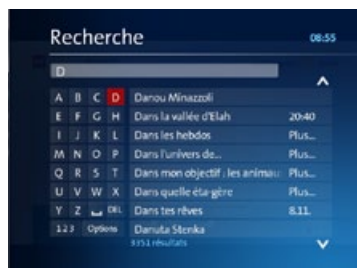 Recherche 08:55
D
A B C D Danou Minazzoli
E F G H Dans la vallée d'Elah 20:40
I J K L Dans les hebdos Plus...
M N O P Dans l'univers de... Plus...
Q R S T Dans mon objectif : les animau Plus...
U V W X Dans quelle éta-gère Plus...
Y Z DEL Dans tes rêves 8.11.
123 Options Danuta Stenka
9351 résultats